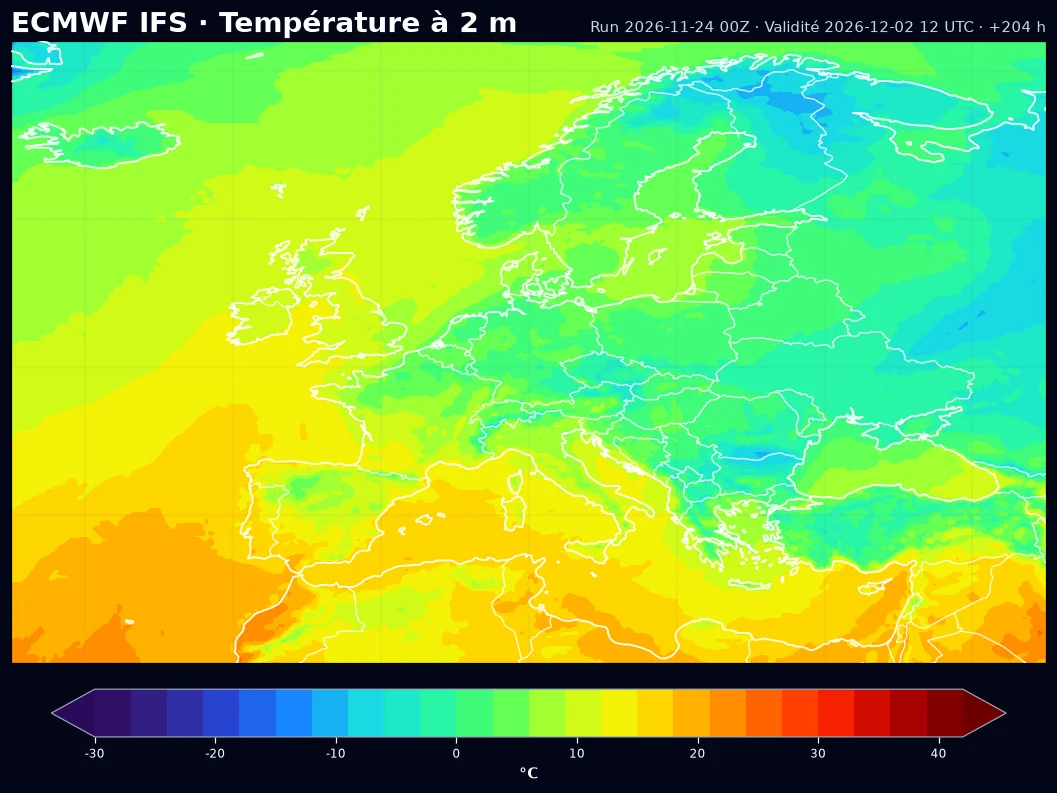 ECMWF IFS · Température à 2 m
Run 2026-11-24 00Z · Validité 2026-12-02 12 UTC · +204 h
-30 -20 -10 0 10 20 30 40
°C